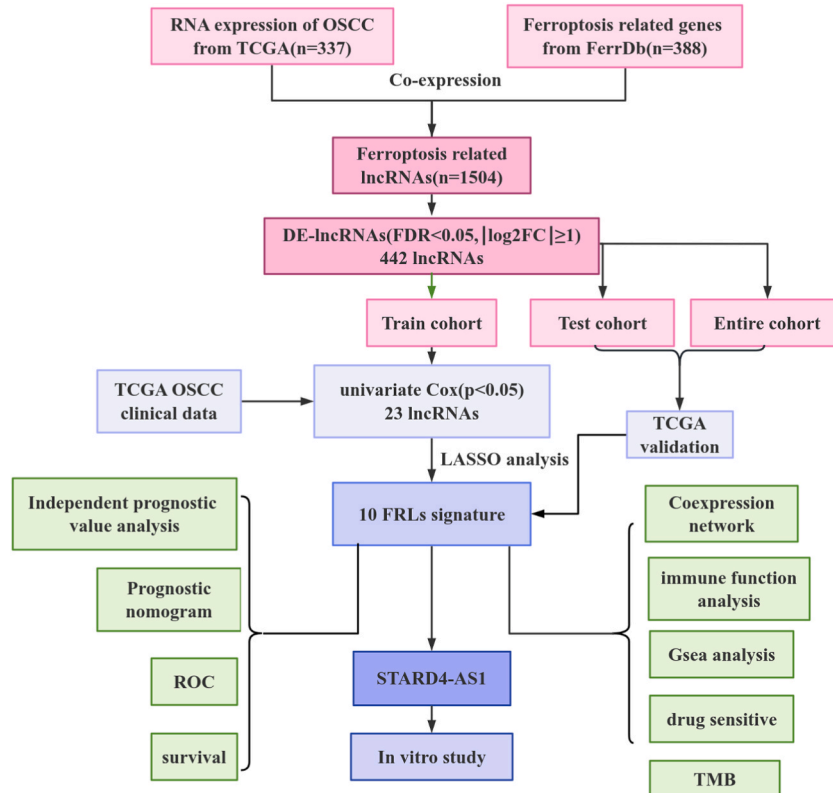 RNA expression of OSCC
from TCGA(n=337)
Ferroptosis related genes
from FerrDb(n=388)
Co-expression
Ferroptosis related
lncRNAs(n=1504)
DE-lncRNAs(FDR<0.05,|log2FC|≥1)
442 lncRNAs
Train cohort
Test cohort
Entire cohort
TCGA OSCC
clinical data
univariate Cox(p<0.05)
23 lncRNAs
TCGA
validation
LASSO analysis
10 FRLs signature
Independent prognostic
value analysis
Prognostic
nomogram
ROC
survival
Coexpression
network
immune function
analysis
Gsea analysis
drug sensitive
TMB
STARD4-AS1
In vitro study